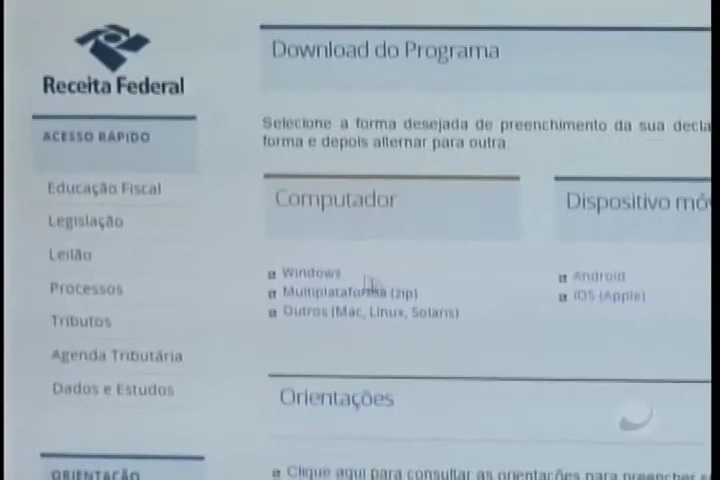 Receita Federal
ACESSO RÁPIDO
Educação Fiscal
Legislação
Leilão
Processos
Tributos
Agenda Tributária
Dados e Estudos
ORIENTAÇÃO
Download do Programa
Selecione a forma desejada de preenchimento da sua decla
forma e depois alternar para outra
Computador
Windows
Multiplataforma (zip)
Outros (Mac, Linux, Solaris)
Dispositivo mó
Android
iOS (Apple)
Orientações
Clique aqui para consultar as orientações para preencher